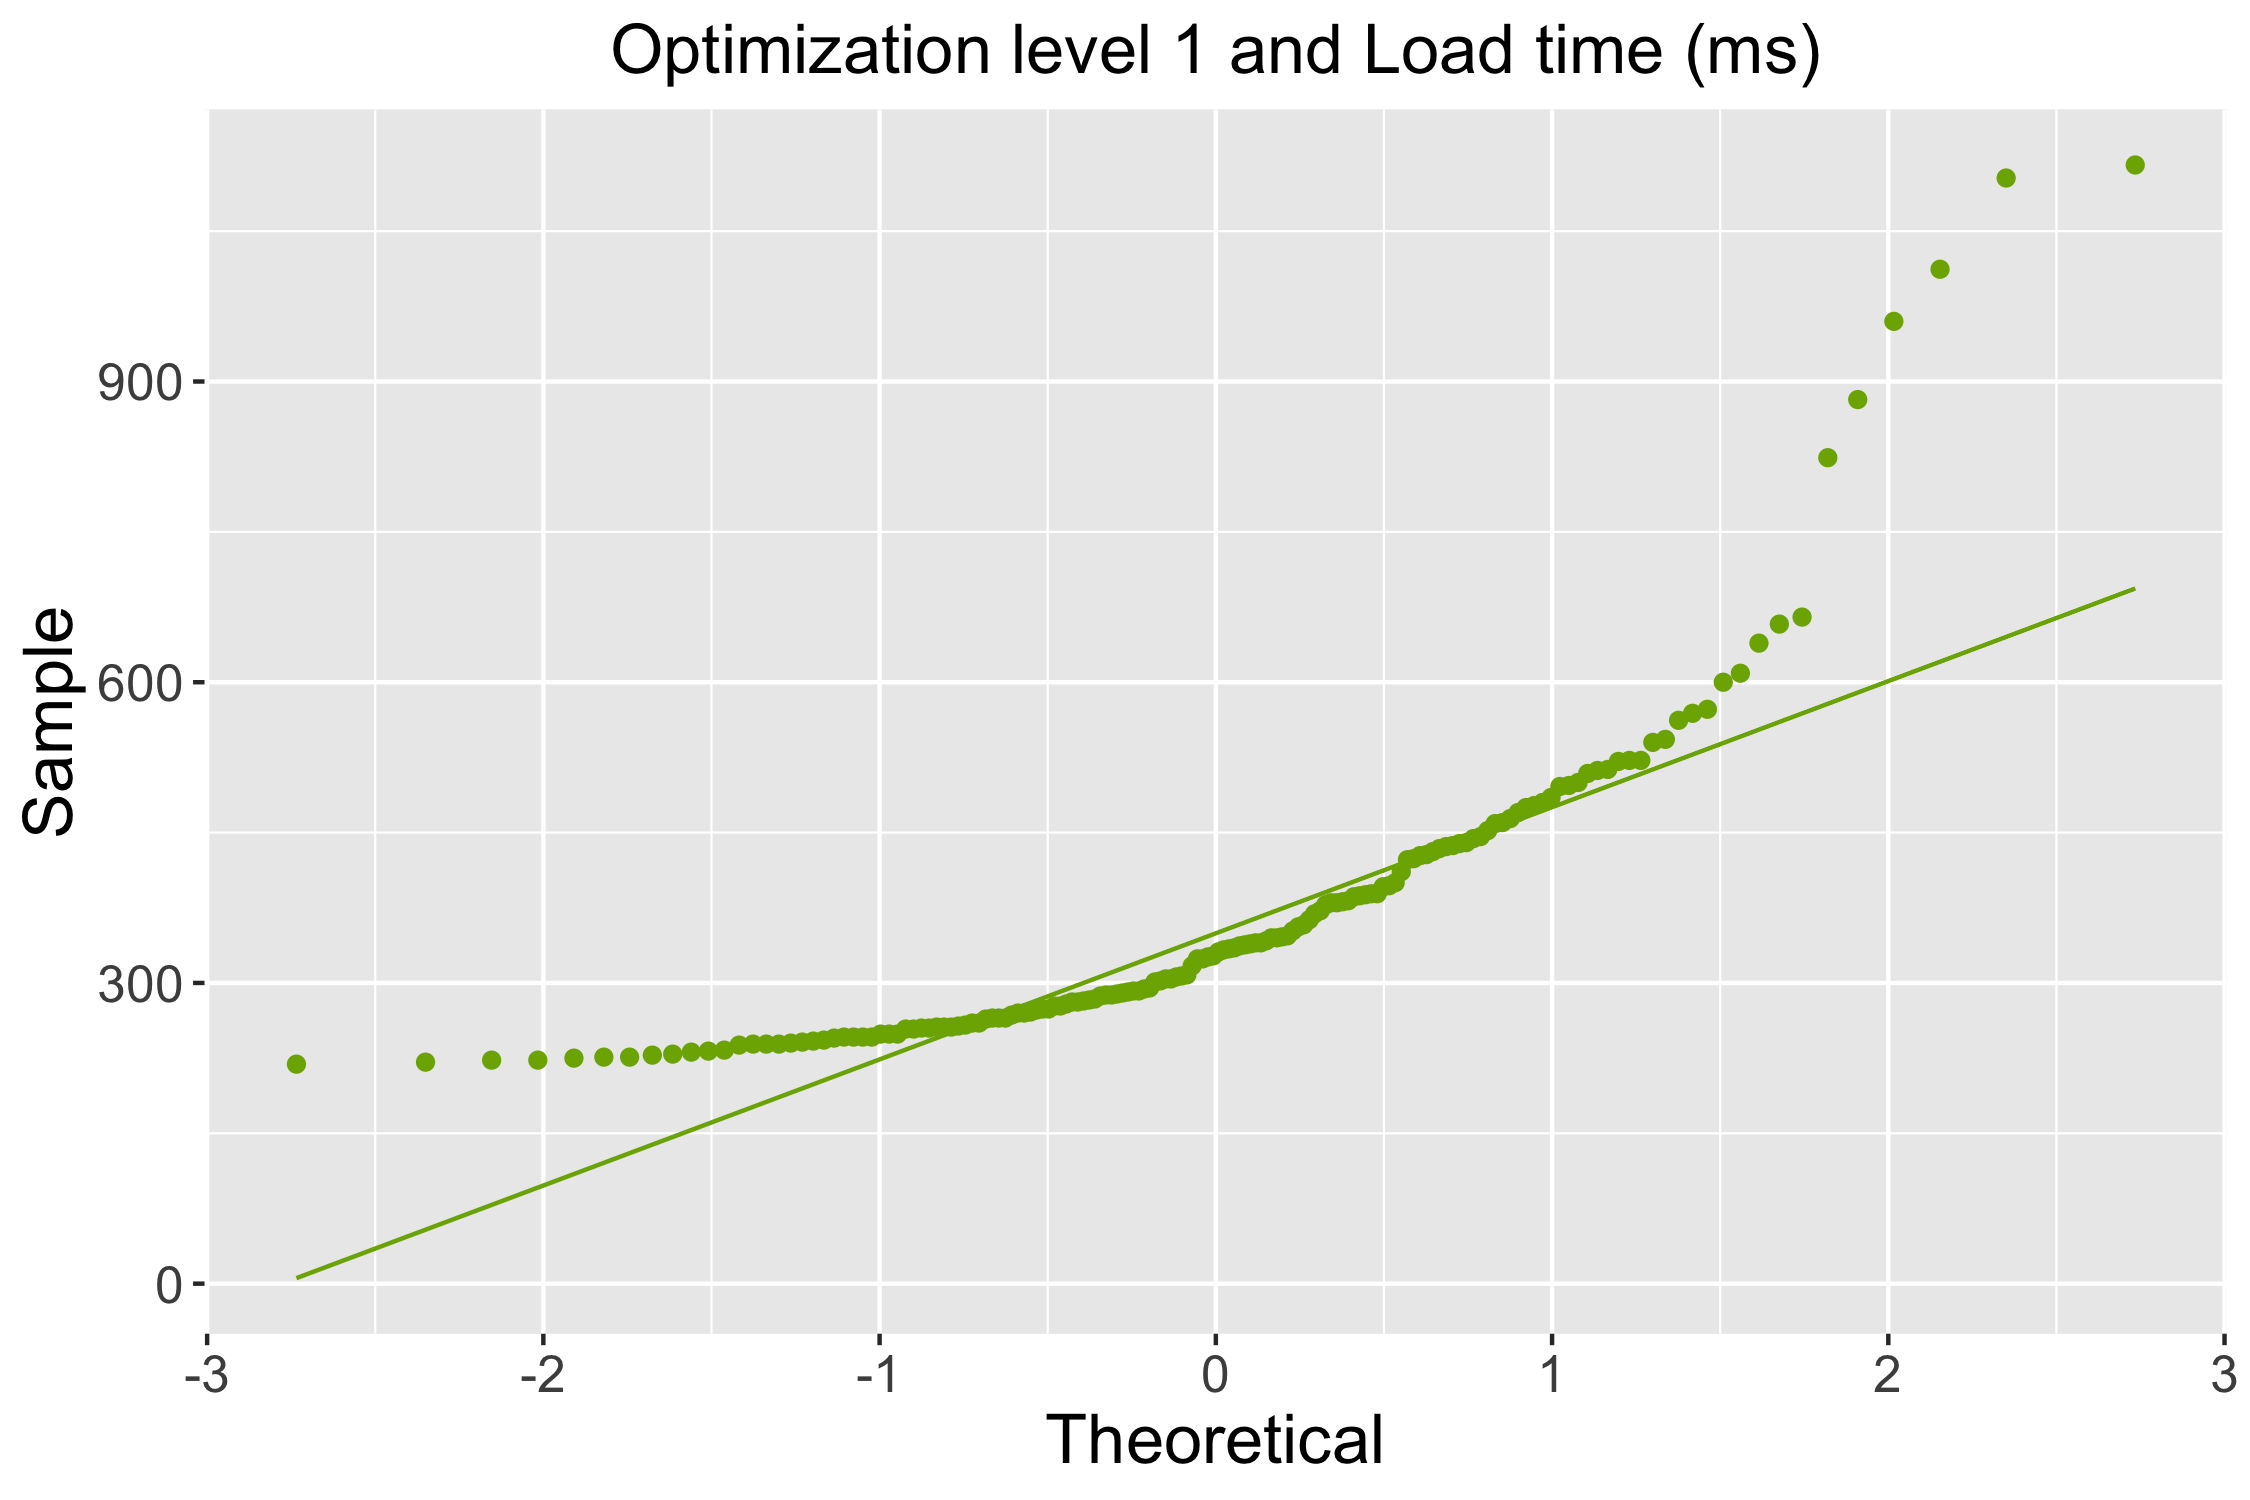 Optimization level 1 and Load time (ms)
Sample
900
600
300
0
-3 -2 -1 0 1 2 3
Theoretical